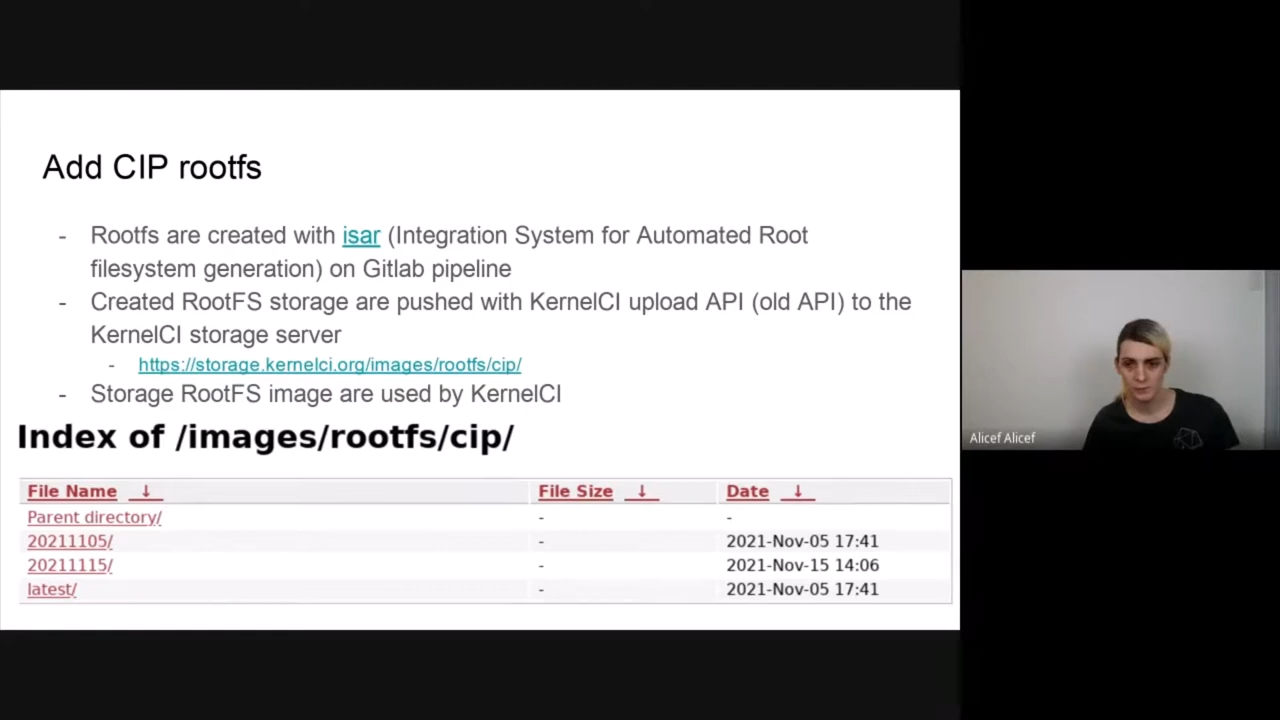 Add CIP rootfs
- Rootfs are created with isar (Integration System for Automated Root
filesystem generation) on Gitlab pipeline
- Created RootFS storage are pushed with KernelCI upload API (old API) to the
KernelCI storage server
- https://storage.kernelci.org/images/rootfs/cip/
- Storage RootFS image are used by KernelCI
Index of /images/rootfs/cip/
File Name ↓ File Size ↓ Date ↓
Parent directory/ - -
20211105/ - 2021-Nov-05 17:41
20211115/ - 2021-Nov-15 14:06
latest/ - 2021-Nov-05 17:41
Alicef Alicef